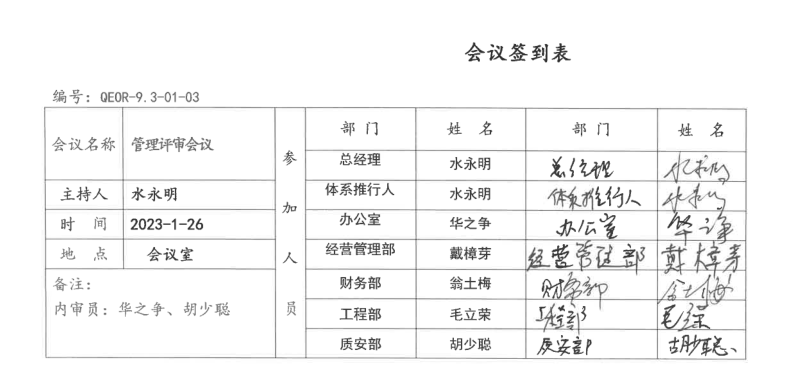 会议签到表
编号：QEOR-9.3-01-03
会议名称 管理评审会议 参加人员 部 门 姓 名 部 门 姓 名
总经理 水永明 总经理 水永明
主持人 水永明 体系推行人 水永明 体系推行人 水永明
时 间 2023-1-26 办公室 华之争 办公室 华之争
地 点 会议室 经营管理部 戴樟芽 经营管理部 戴樟芽
备注： 财务部 翁土梅 财务部
内审员：华之争、胡少聪 工程部 毛立荣 工程部
质安部 胡少聪 质安部 胡少聪